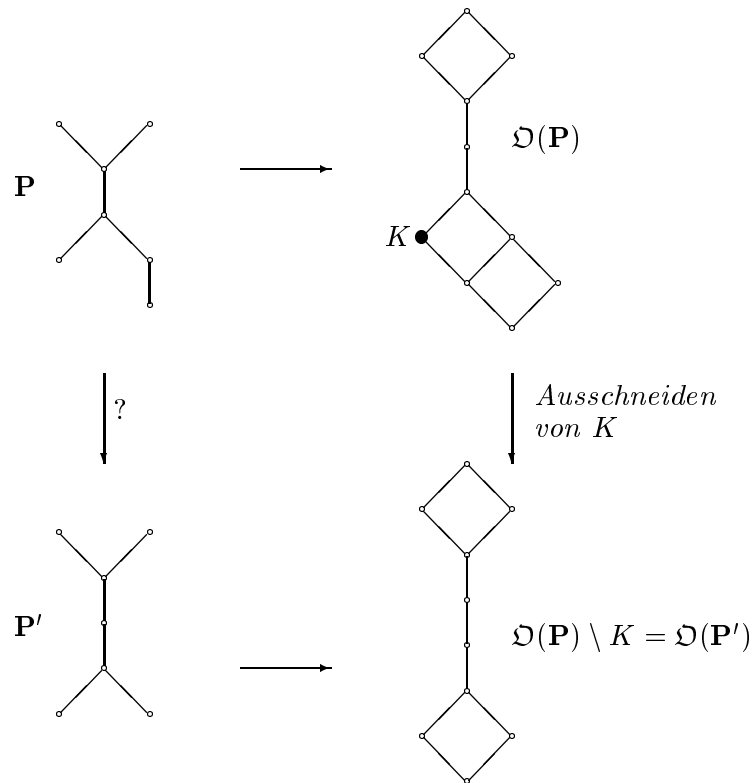 𝔒(𝐏)
𝐏
K
?
Ausschneiden
von K
𝐏′
𝔒(𝐏) \ K = 𝔒(𝐏′)